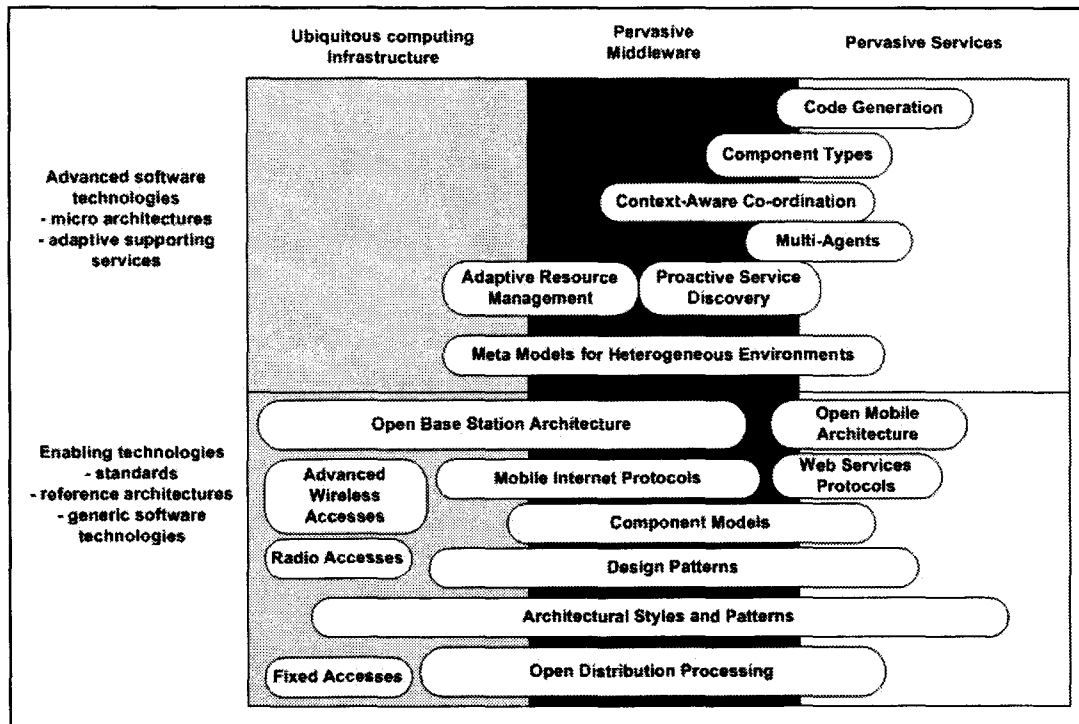 Ubiquitous computing
Infrastructure
Pervasive
Middleware
Pervasive Services
Advanced software
technologies
- micro architectures
- adaptive supporting
services
Code Generation
Component Types
Context-Aware Co-ordination
Multi-Agents
Adaptive Resource
Management
Proactive Service
Discovery
Meta Models for Heterogeneous Environments
Enabling technologies
- standards
- reference architectures
- generic software
technologies
Open Base Station Architecture
Open Mobile
Architecture
Advanced
Wireless
Accesses
Mobile Internet Protocols
Web Services
Protocols
Component Models
Radio Accesses
Design Patterns
Architectural Styles and Patterns
Fixed Accesses
Open Distribution Processing